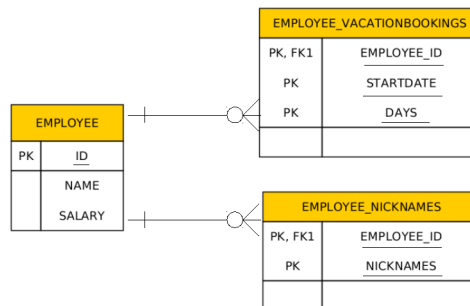 EMPLOYEE_VACATIONBOOKINGS
PK, FK1 EMPLOYEE_ID
PK STARTDATE
PK DAYS
EMPLOYEE
PK ID
NAME
SALARY
EMPLOYEE_NICKNAMES
PK, FK1 EMPLOYEE_ID
PK NICKNAMES